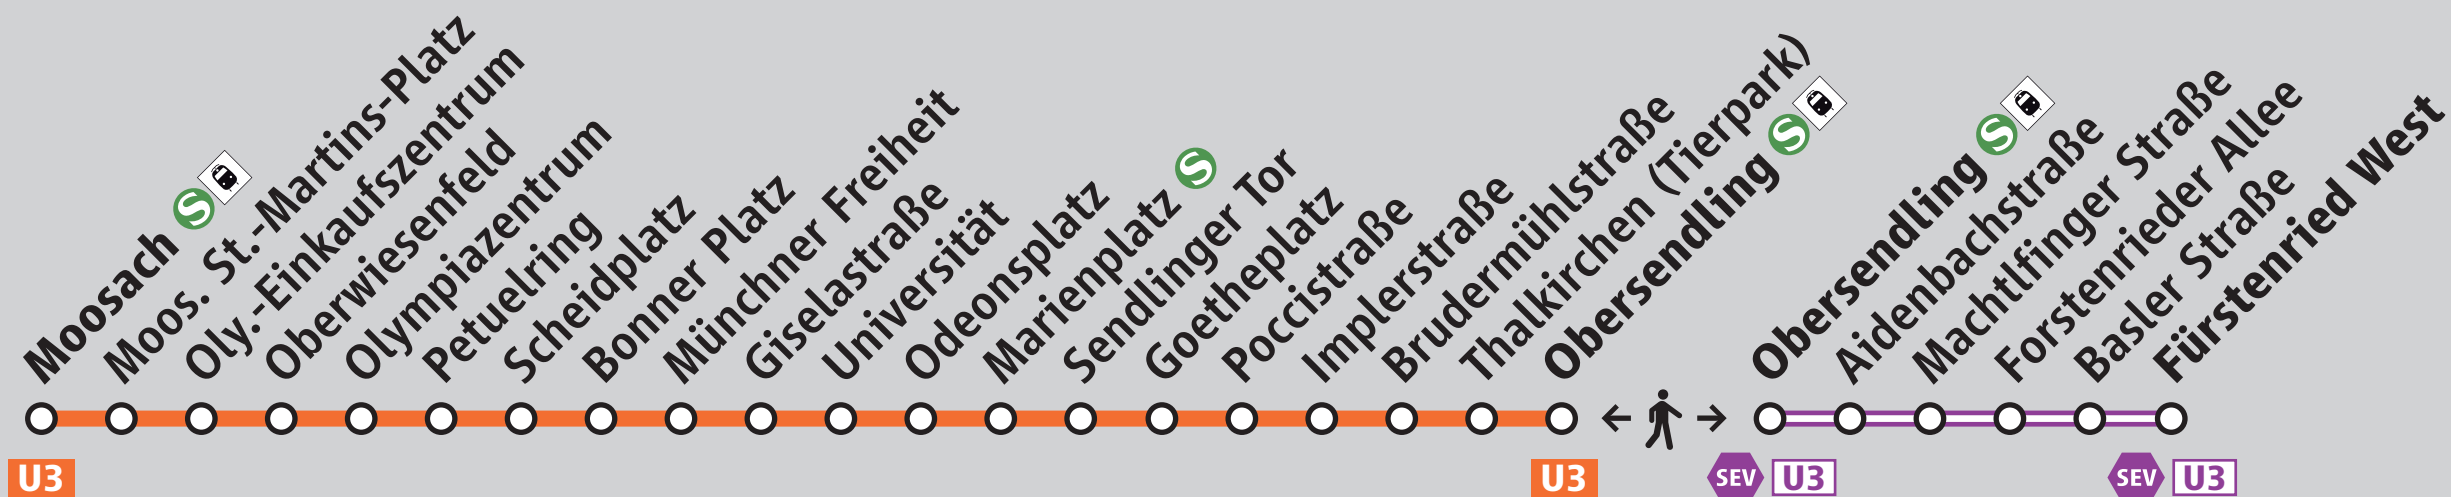 Moosach S
Moos. St.-Martins-Platz
Oly.-Einkaufszentrum
Oberwiesenfeld
Olympiazentrum
Petuelring
Scheidplatz
Bonner Platz
Münchner Freiheit
Giselastraße
Universität
Odeonsplatz
Marienplatz S
Sendlinger Tor
Goetheplatz
Poccistraße
Implerstraße
Brudermühlstraße
Thalkirchen (Tierpark)
Obersendling S
Obersendling S
Aidenbachstraße
Machtlfinger Straße
Forstenrieder Allee
Basler Straße
Fürstenried West
U3
U3
SEV U3
SEV U3